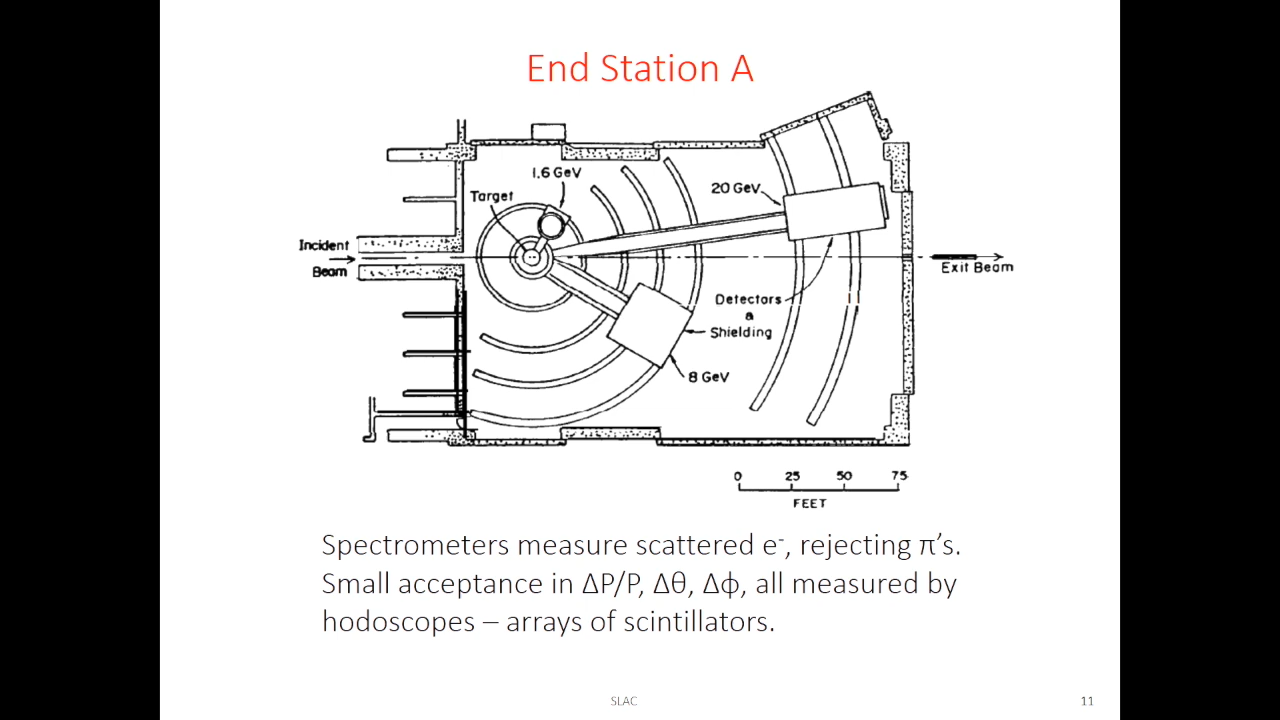 End Station A
1.6 GeV
Target
20 GeV
Incident
Beam
Exit Beam
Detectors
a
Shielding
8 GeV
0 25 50 75
FEET
Spectrometers measure scattered e⁻, rejecting π’s.
Small acceptance in ΔP/P, Δθ, Δφ, all measured by
hodoscopes – arrays of scintillators.
SLAC 11